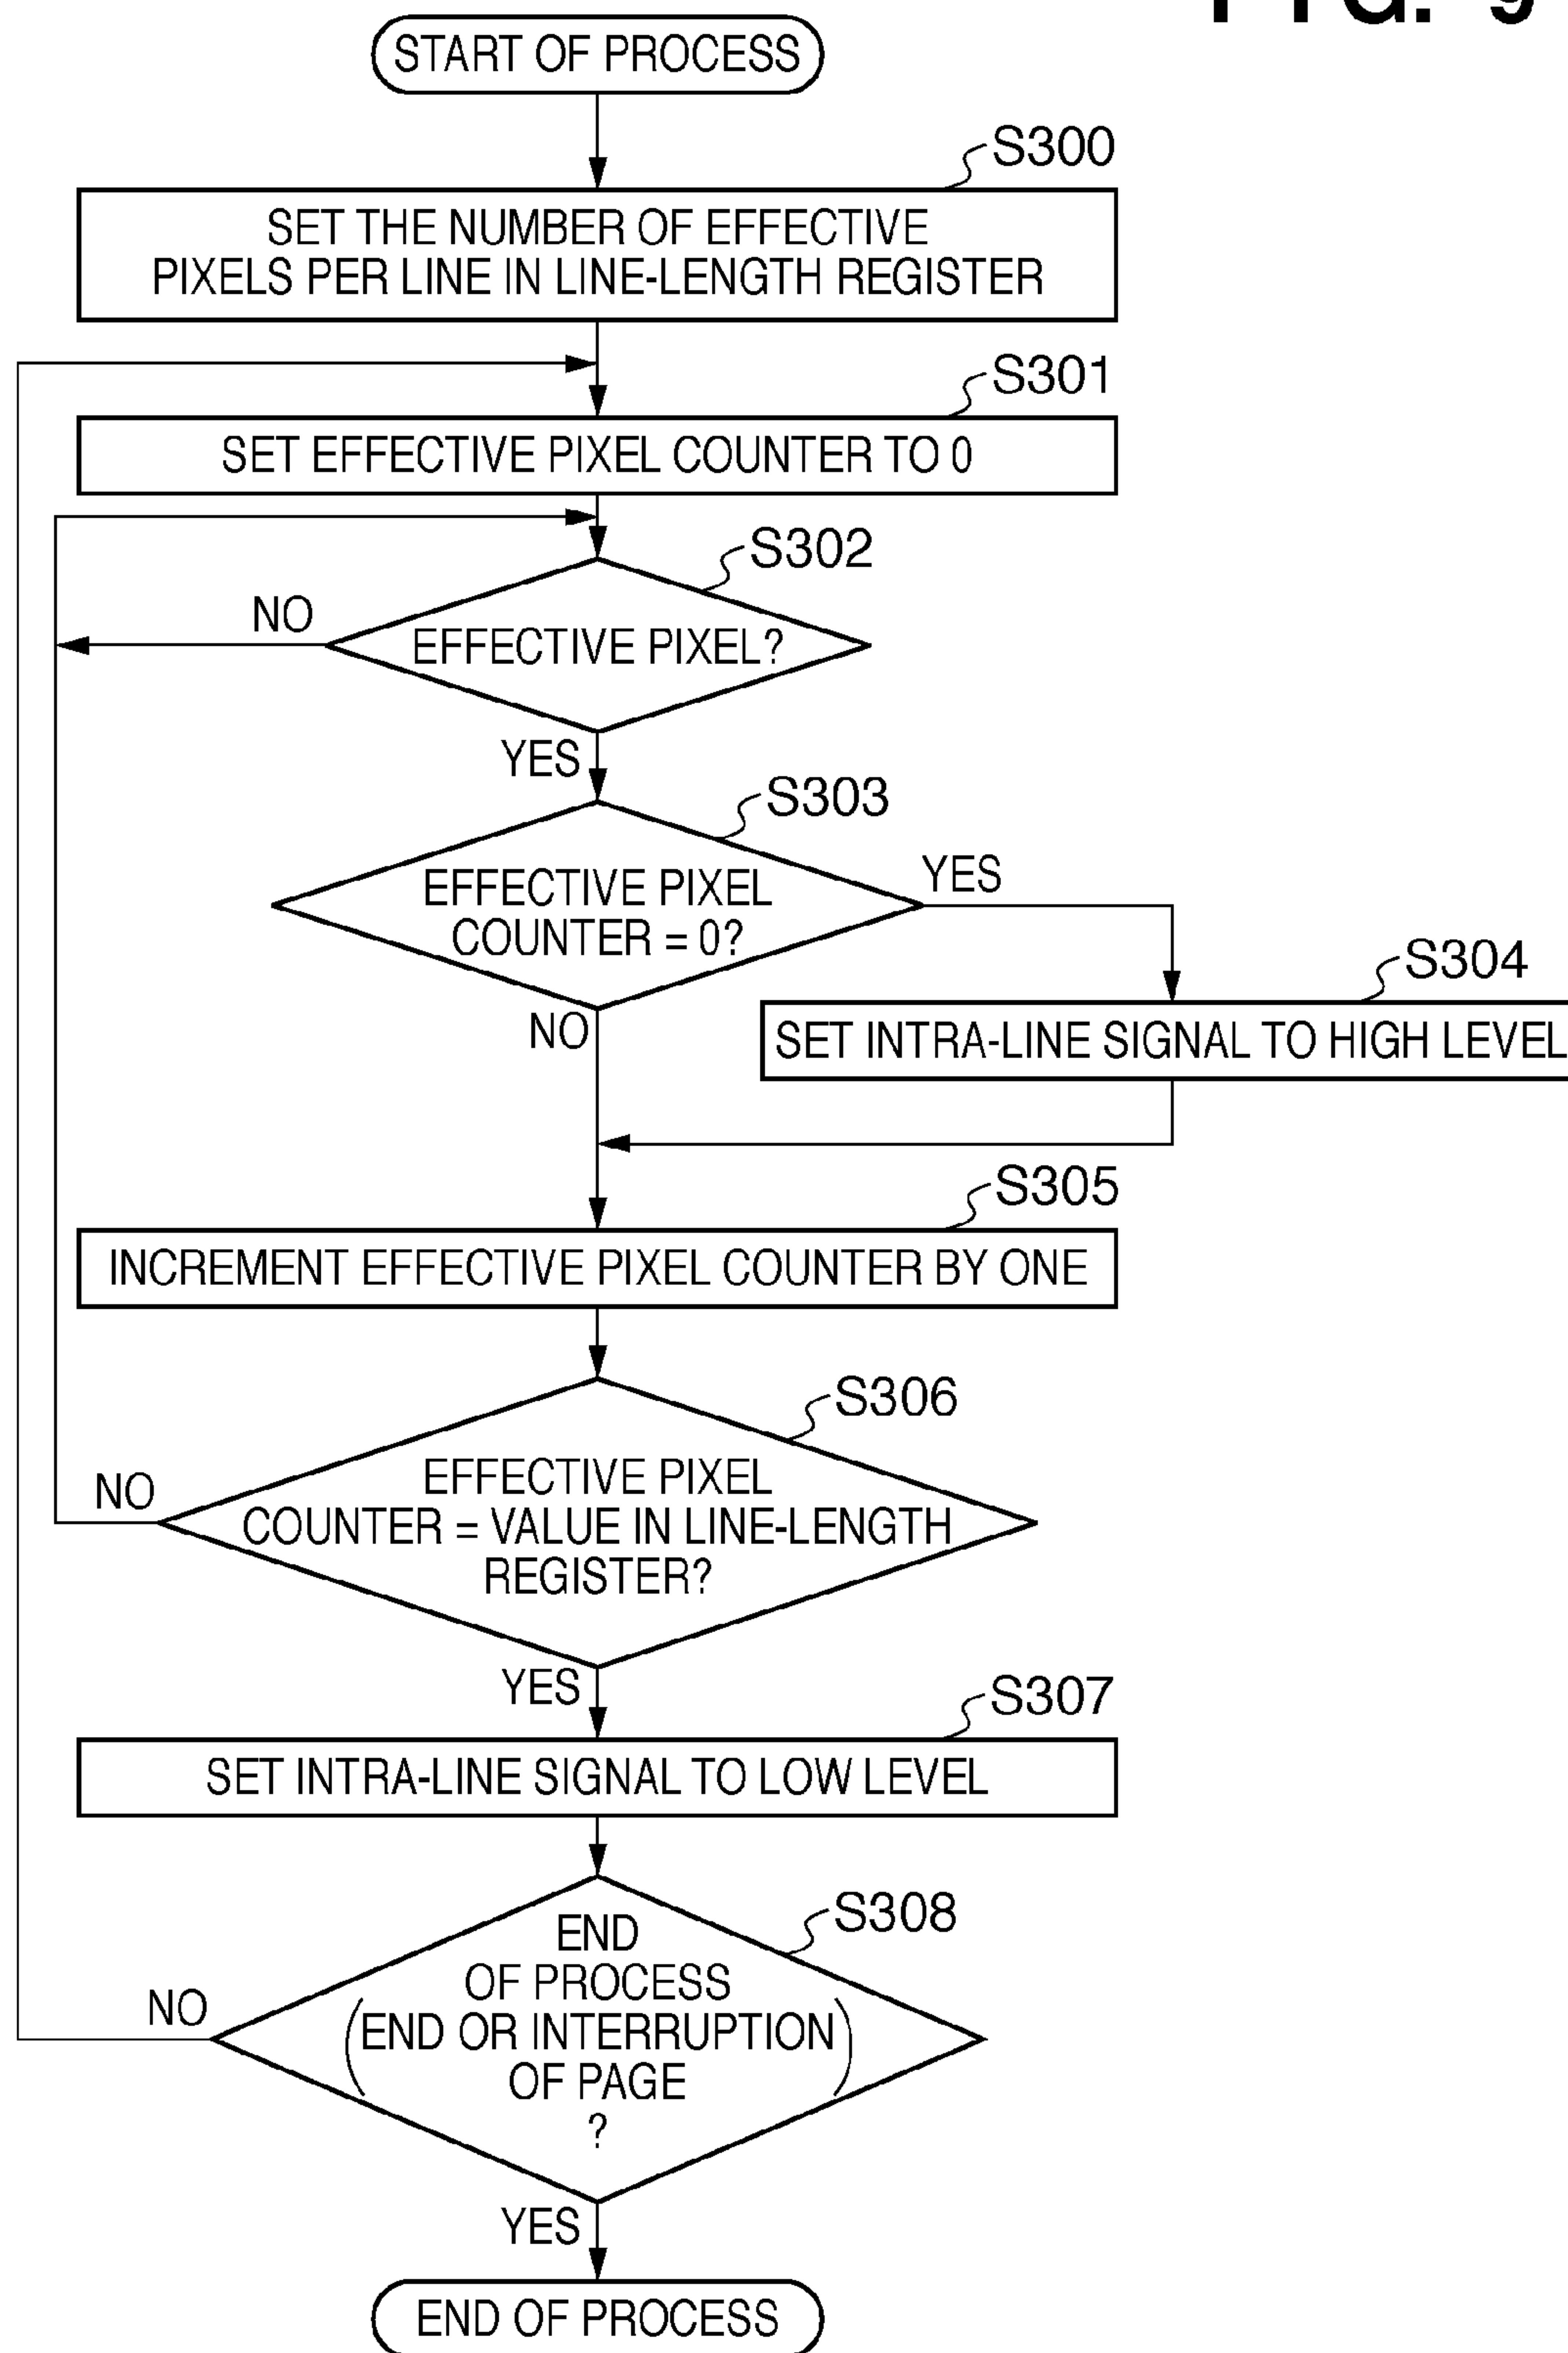 FIG. 9
START OF PROCESS
S300
SET THE NUMBER OF EFFECTIVE
PIXELS PER LINE IN LINE-LENGTH REGISTER
S301
SET EFFECTIVE PIXEL COUNTER TO 0
S302
NO
EFFECTIVE PIXEL?
YES
S303
EFFECTIVE PIXEL
COUNTER = 0?
YES
S304
NO
SET INTRA-LINE SIGNAL TO HIGH LEVEL
S305
INCREMENT EFFECTIVE PIXEL COUNTER BY ONE
S306
NO
EFFECTIVE PIXEL
COUNTER = VALUE IN LINE-LENGTH
REGISTER?
YES
S307
SET INTRA-LINE SIGNAL TO LOW LEVEL
S308
NO
END
OF PROCESS
(END OR INTERRUPTION)
OF PAGE
?
YES
END OF PROCESS